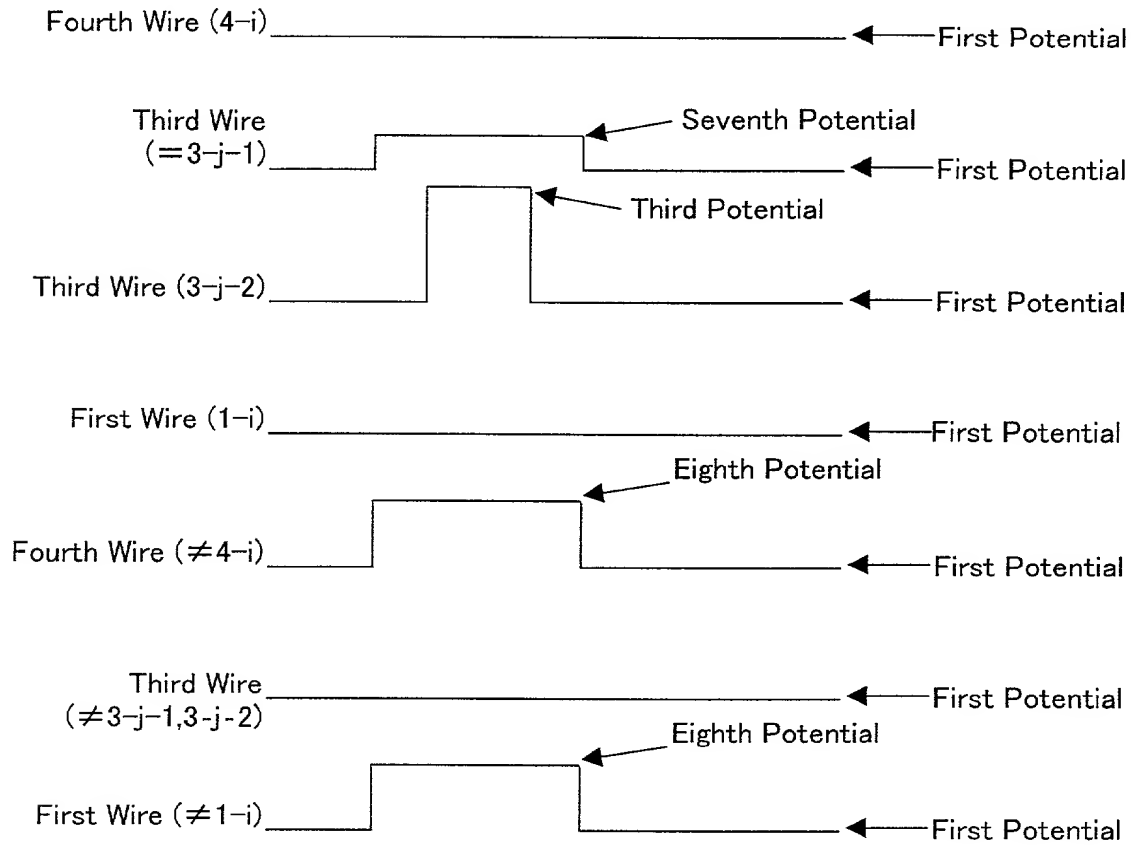 Fourth Wire (4-i)
First Potential
Third Wire
(=3-j-1)
Seventh Potential
First Potential
Third Potential
Third Wire (3-j-2)
First Potential
First Wire (1-i)
First Potential
Eighth Potential
Fourth Wire (≠4-i)
First Potential
Third Wire
(≠3-j-1,3-j-2)
First Potential
Eighth Potential
First Wire (≠1-i)
First Potential